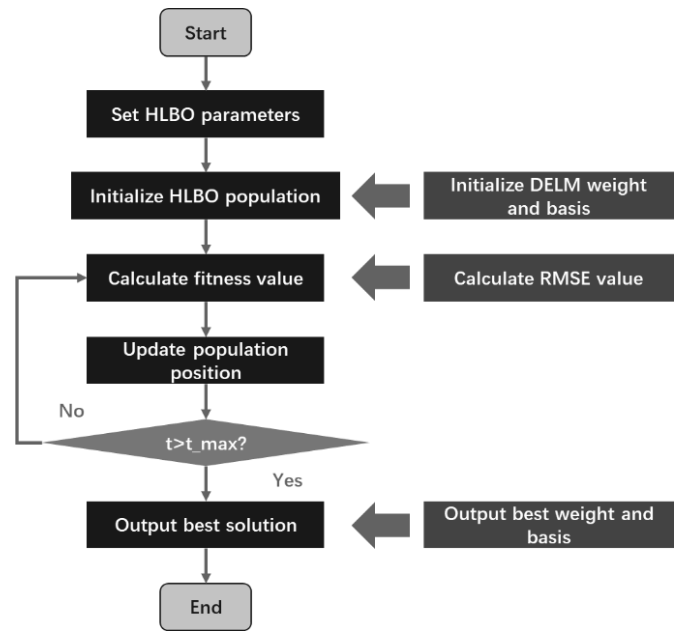 Start
Set HLBO parameters
Initialize HLBO population
Initialize DELM weight
and basis
Calculate fitness value
Calculate RMSE value
Update population
position
No
t>t_max?
Yes
Output best solution
Output best weight and
basis
End